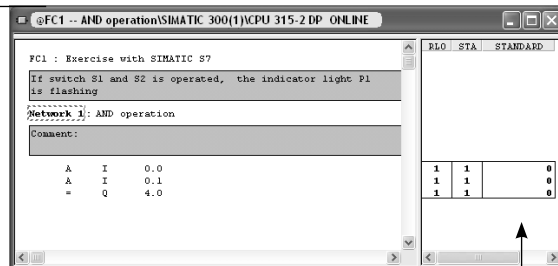 @FC1 -- AND operation\SIMATIC 300(1)\CPU 315-2 DP ONLINE
RLO STA STANDARD
FC1 : Exercise with SIMATIC S7
If switch S1 and S2 is operated, the indicator light P1
is flashing
Network 1: AND operation
Comment:
A I 0.0 1 1 0
A I 0.1 1 1 0
= Q 4.0 1 1 0